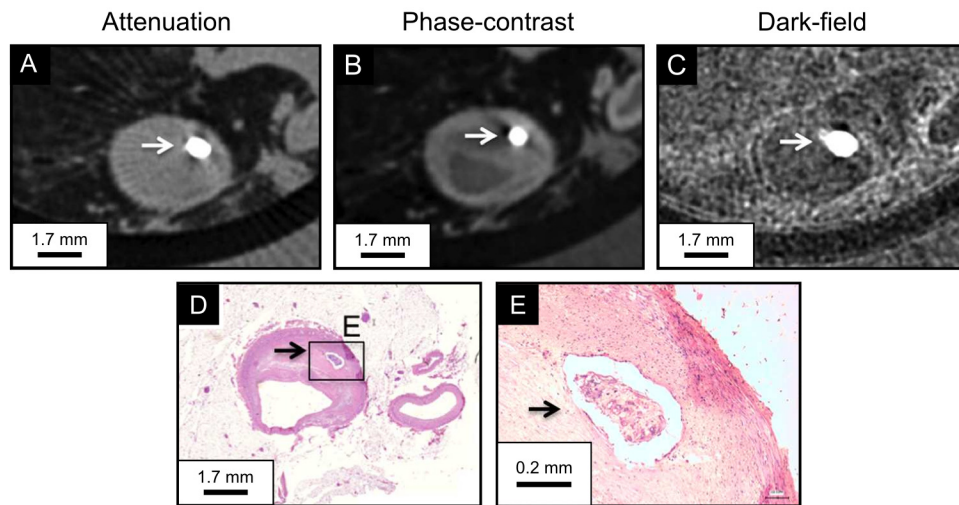 Attenuation Phase-contrast Dark-field
A B C
1.7 mm 1.7 mm 1.7 mm
D E E
1.7 mm 0.2 mm